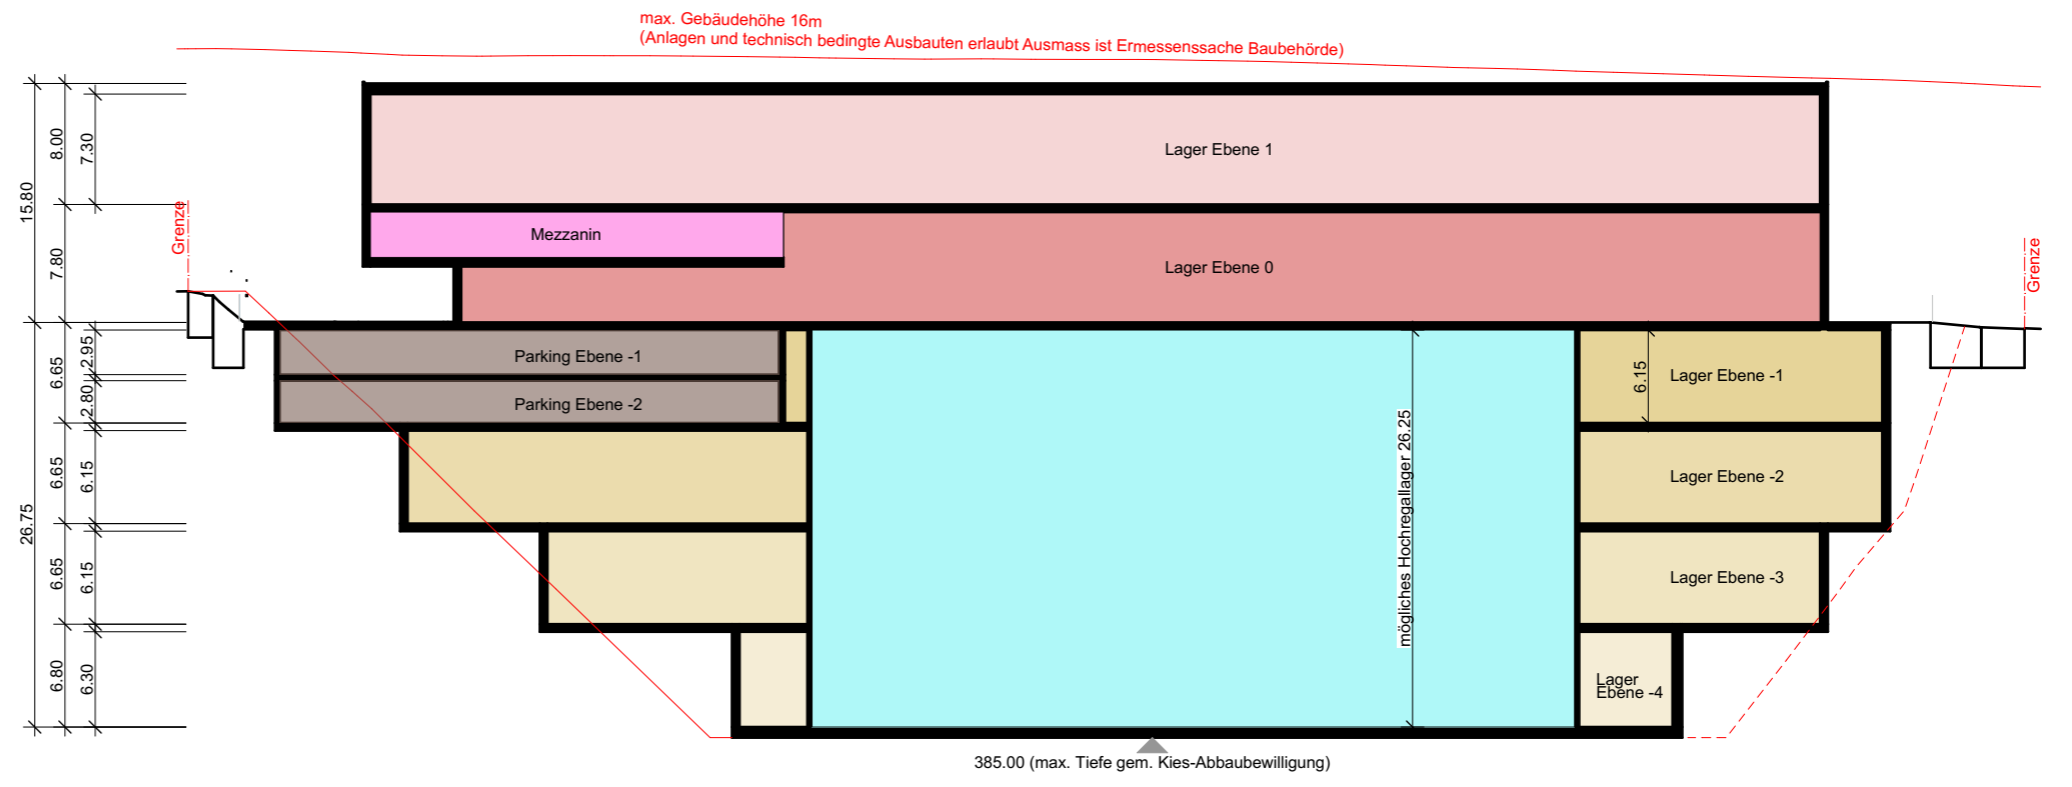 max. Gebäudehöhe 16m
(Anlagen und technisch bedingte Ausbauten erlaubt Ausmass ist Ermessenssache Baubehörde)
8.00
7.30
15.80
7.80
Grenze
Grenze
Lager Ebene 1
Mezzanin
Lager Ebene 0
2.95
6.65
2.80
Parking Ebene -1
Parking Ebene -2
6.15
Lager Ebene -1
mögliches Hochregallager 26.25
26.75
6.65
6.15
Lager Ebene -2
6.65
6.15
Lager Ebene -3
6.80
6.30
Lager
Ebene -4
385.00 (max. Tiefe gem. Kies-Abbaubewilligung)